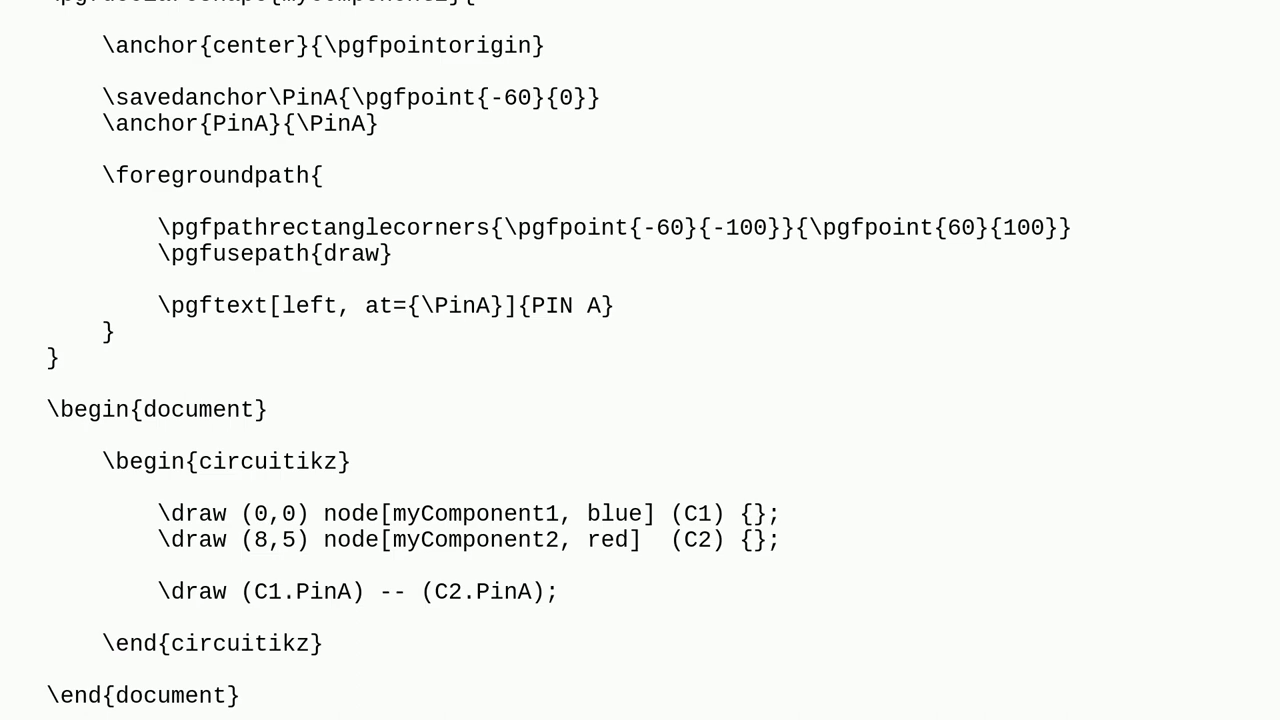 \pgfdeclareshape{myComponent2}{
\anchor{center}{\pgfpointorigin}
\savedanchor\PinA{\pgfpoint{-60}{0}}
\anchor{PinA}{\PinA}
\foregroundpath{
\pgfpathrectanglecorners{\pgfpoint{-60}{-100}}{\pgfpoint{60}{100}}
\pgfusepath{draw}
\pgftext[left, at={\PinA}]{PIN A}
}
}
\begin{document}
\begin{circuitikz}
\draw (0,0) node[myComponent1, blue] (C1) {};
\draw (8,5) node[myComponent2, red]  (C2) {};
\draw (C1.PinA) -- (C2.PinA);
\end{circuitikz}
\end{document}